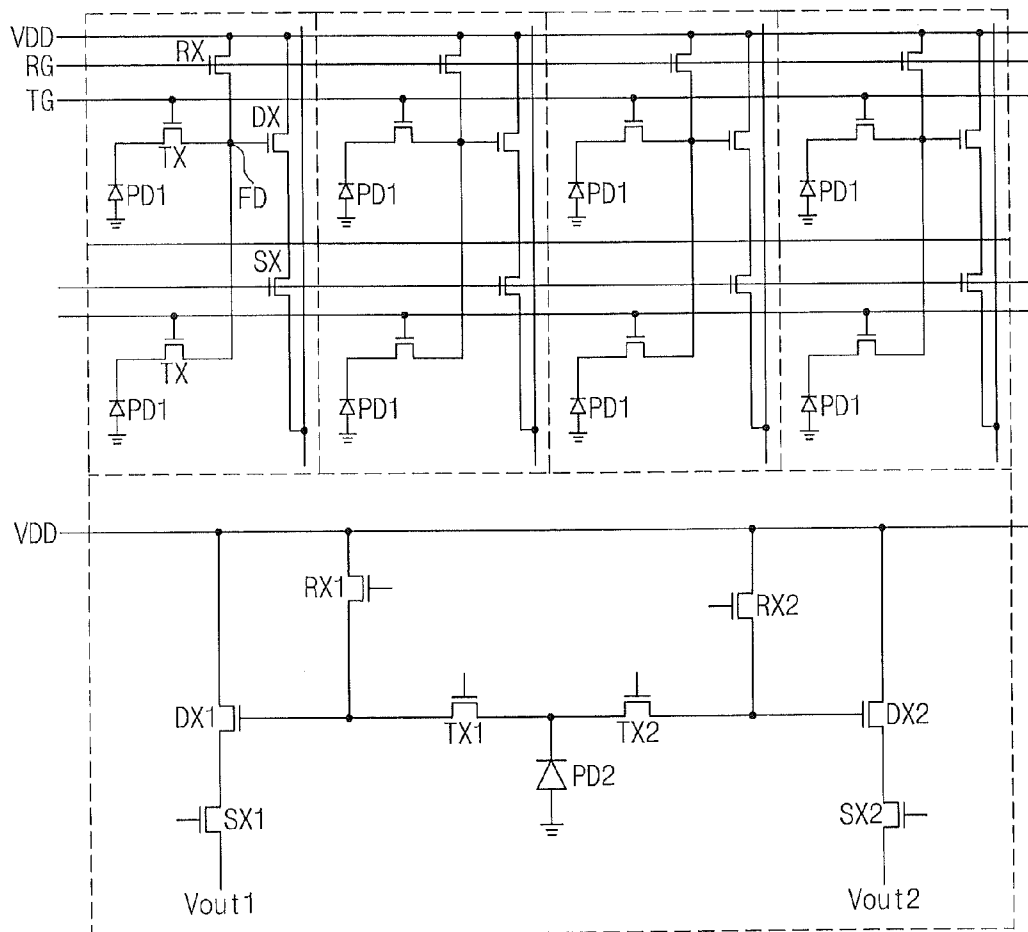 VDD
RG
RX
TG
DX
TX
FD
PD1
PD1
PD1
PD1
SX
TX
PD1
PD1
PD1
PD1
VDD
RX1
RX2
DX1
TX1
TX2
DX2
PD2
SX1
SX2
Vout1
Vout2